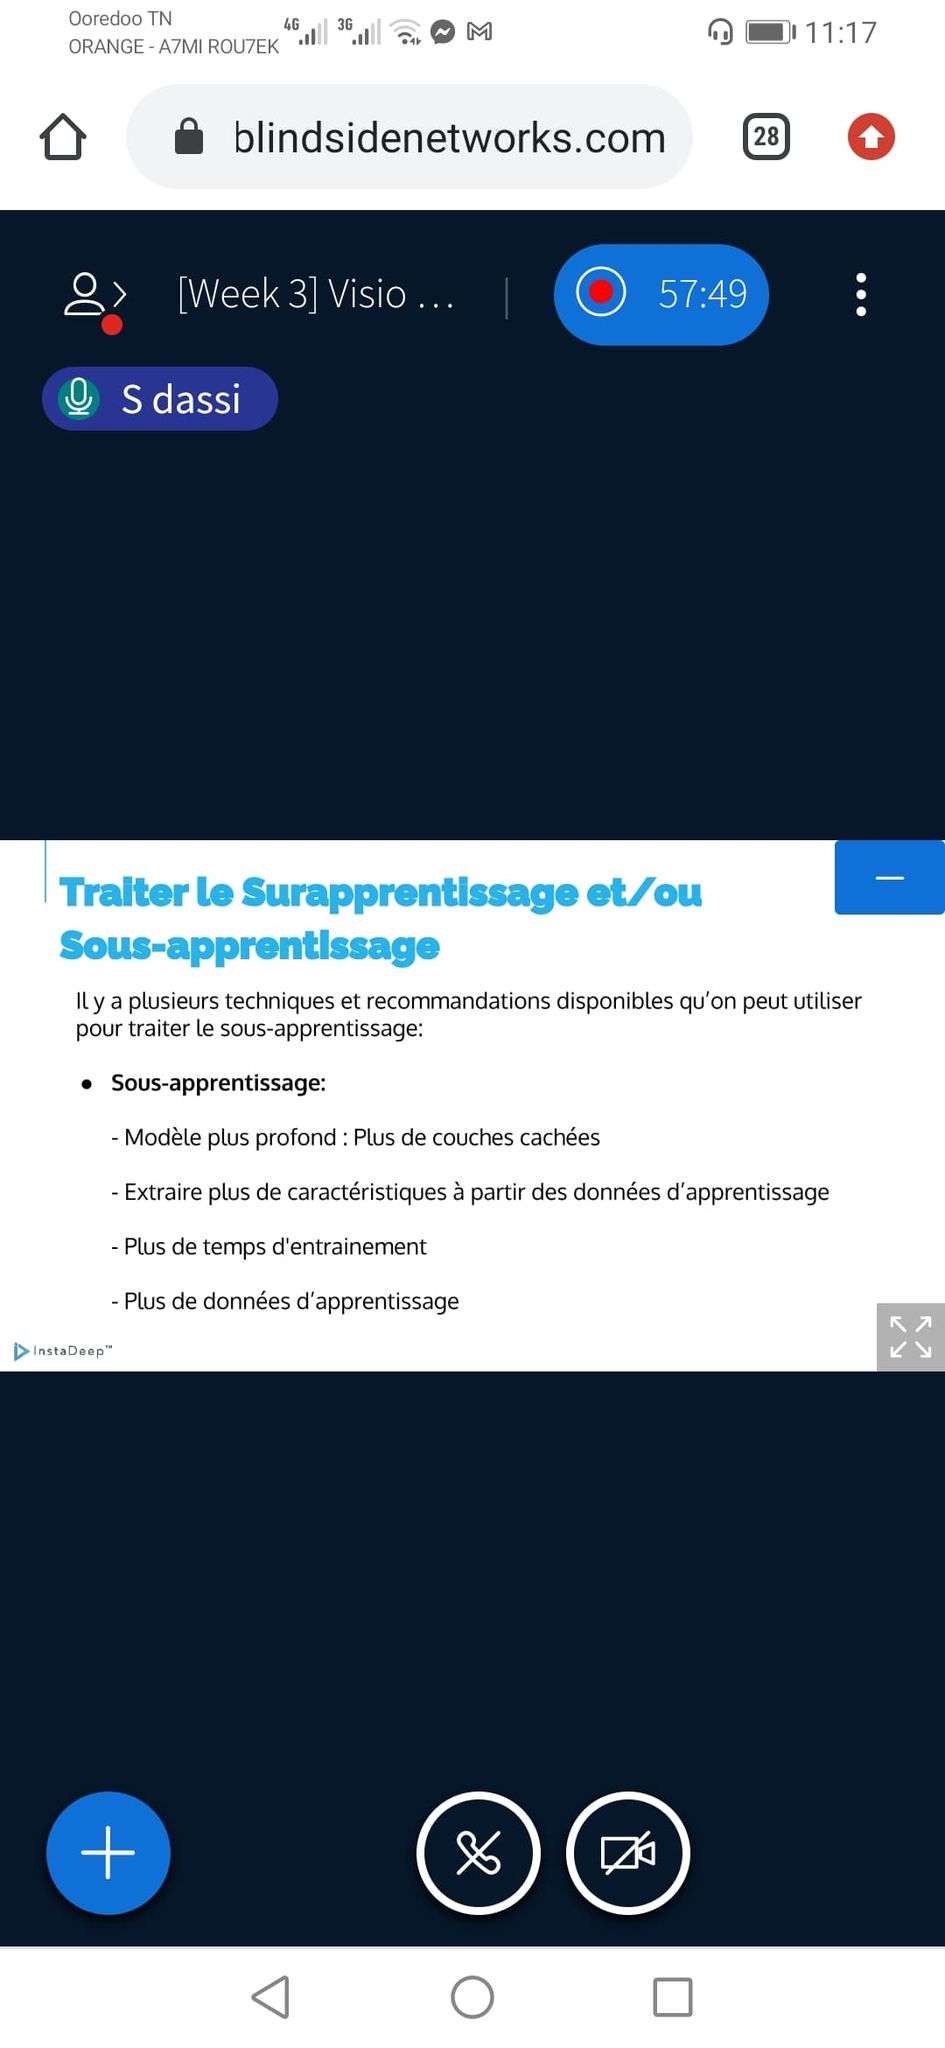 Ooredoo TN
ORANGE - A7MI ROU7EK
4G 3G
11:17
blindsidenetworks.com
28
[Week 3] Visio ...
57:49
S dassi
Traiter le Surapprentissage et/ou
Sous-apprentissage
Il y a plusieurs techniques et recommandations disponibles qu’on peut utiliser
pour traiter le sous-apprentissage:
● Sous-apprentissage:
- Modèle plus profond : Plus de couches cachées
- Extraire plus de caractéristiques à partir des données d’apprentissage
- Plus de temps d'entrainement
- Plus de données d’apprentissage
InstaDeep™